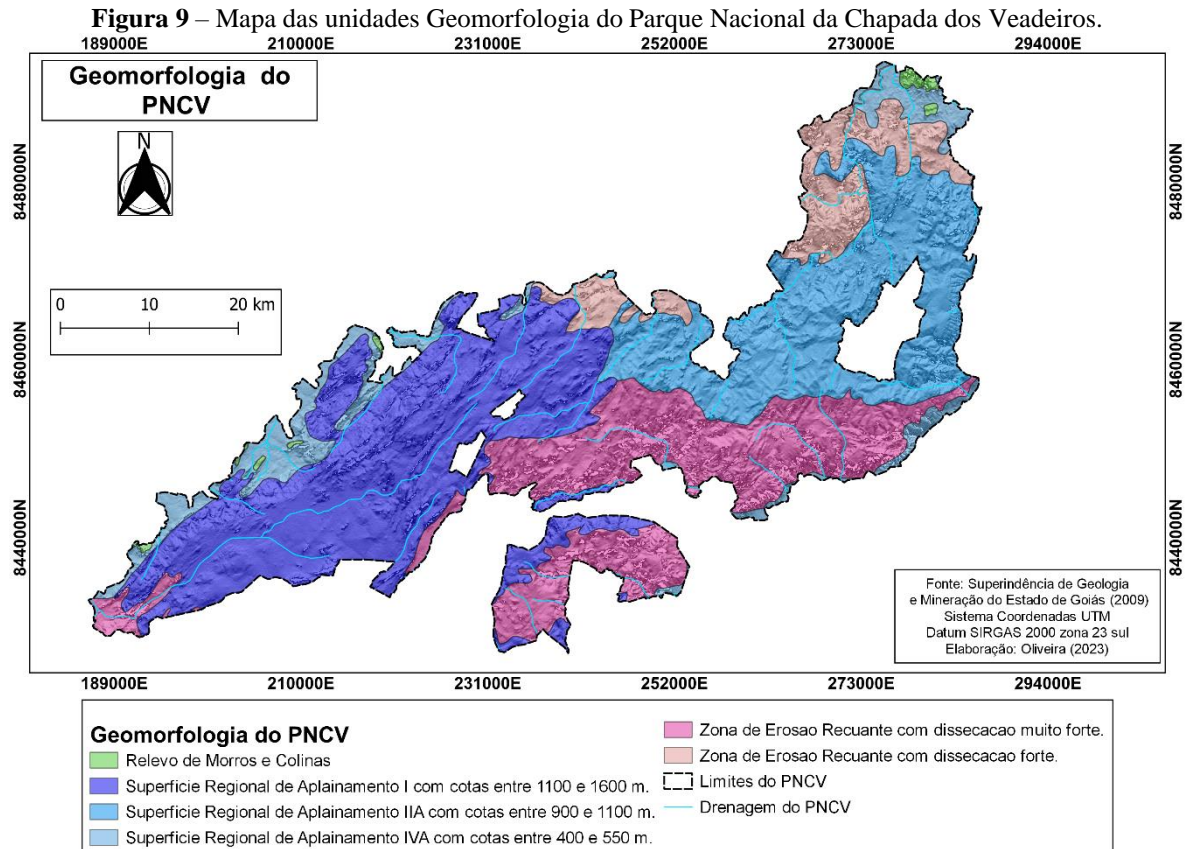 Figura 9 – Mapa das unidades Geomorfologia do Parque Nacional da Chapada dos Veadeiros.
189000E 210000E 231000E 252000E 273000E 294000E
Geomorfologia do
PNCV
N
8480000N 8480000N
0 10 20 km
8460000N 8460000N
8440000N 8440000N
Fonte: Superindência de Geologia
e Mineração do Estado de Goiás (2009)
Sistema Coordenadas UTM
Datum SIRGAS 2000 zona 23 sul
Elaboração: Oliveira (2023)
189000E 210000E 231000E 252000E 273000E 294000E
Geomorfologia do PNCV
Relevo de Morros e Colinas
Superficie Regional de Aplainamento I com cotas entre 1100 e 1600 m.
Superficie Regional de Aplainamento IIA com cotas entre 900 e 1100 m.
Superficie Regional de Aplainamento IVA com cotas entre 400 e 550 m.
Zona de Erosao Recuante com dissecacao muito forte.
Zona de Erosao Recuante com dissecacao forte.
Limites do PNCV
Drenagem do PNCV